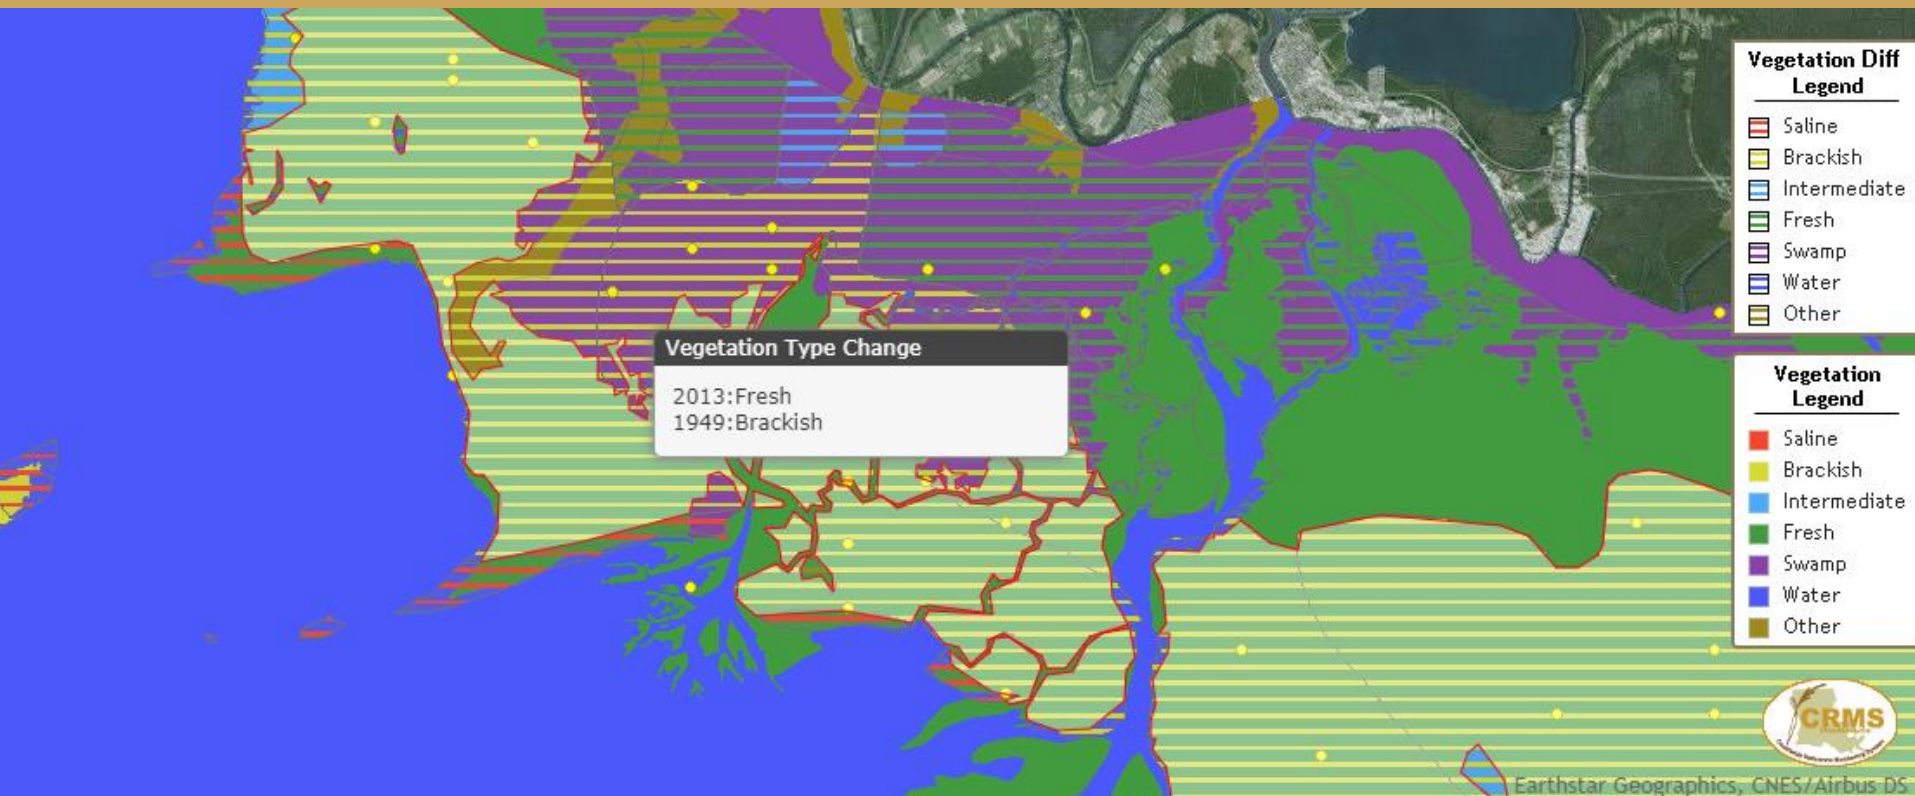 Vegetation Diff
Legend
Saline
Brackish
Intermediate
Fresh
Swamp
Water
Other
Vegetation Type Change
2013:Fresh
1949:Brackish
Vegetation
Legend
Saline
Brackish
Intermediate
Fresh
Swamp
Water
Other
CRMS
Earthstar Geographics, CNES/Airbus DS